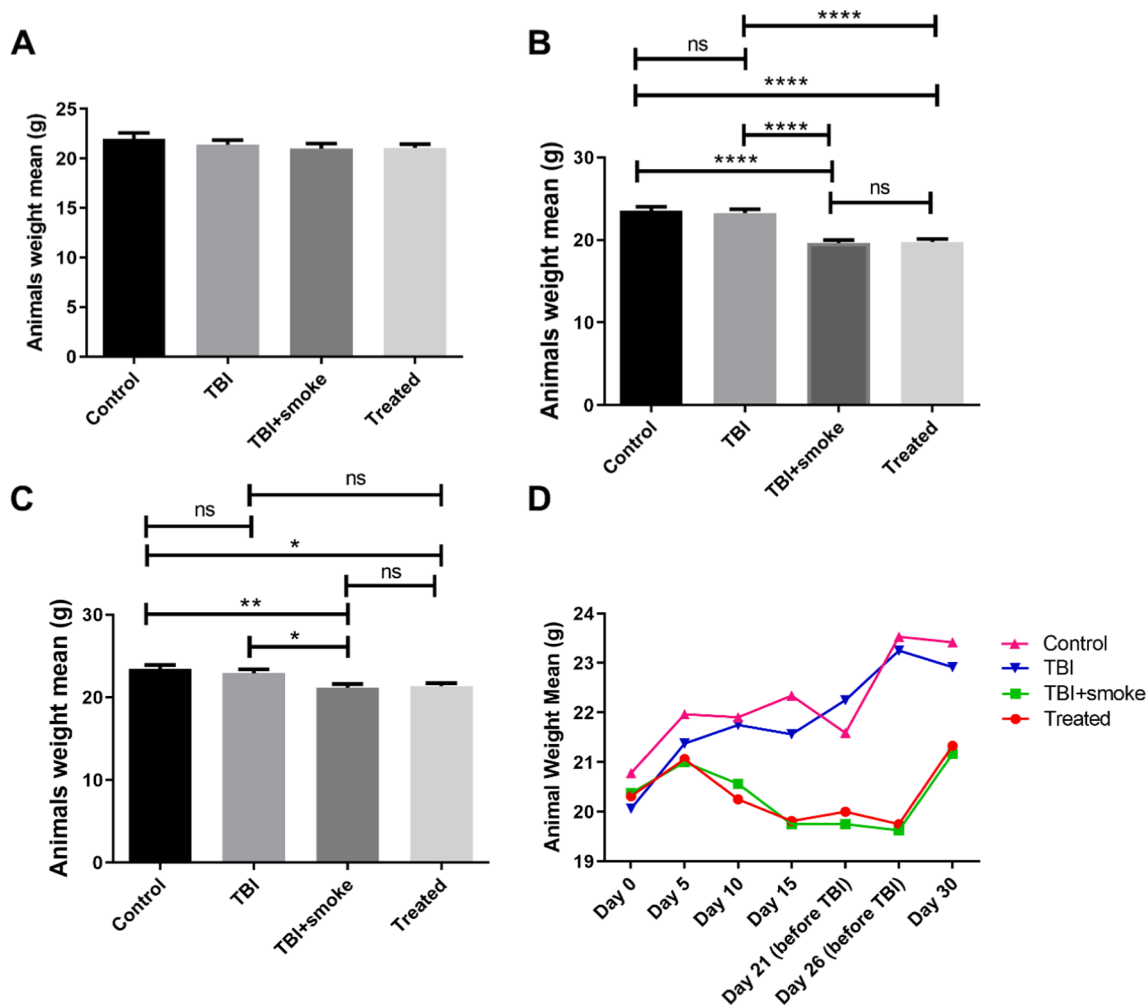 A
Animals weight mean (g)
25
20
15
10
5
0
Control
TBI
TBI+smoke
Treated
B
****
ns
****
****
****
ns
Animals weight mean (g)
30
20
10
0
Control
TBI
TBI+smoke
Treated
C
ns
ns
*
ns
**
*
Animals weight mean (g)
30
20
10
0
Control
TBI
TBI+smoke
Treated
D
Animal Weight Mean (g)
24
23
22
21
20
19
Day 0
Day 5
Day 10
Day 15
Day 21 (before TBI)
Day 26 (before TBI)
Day 30
Control
TBI
TBI+smoke
Treated